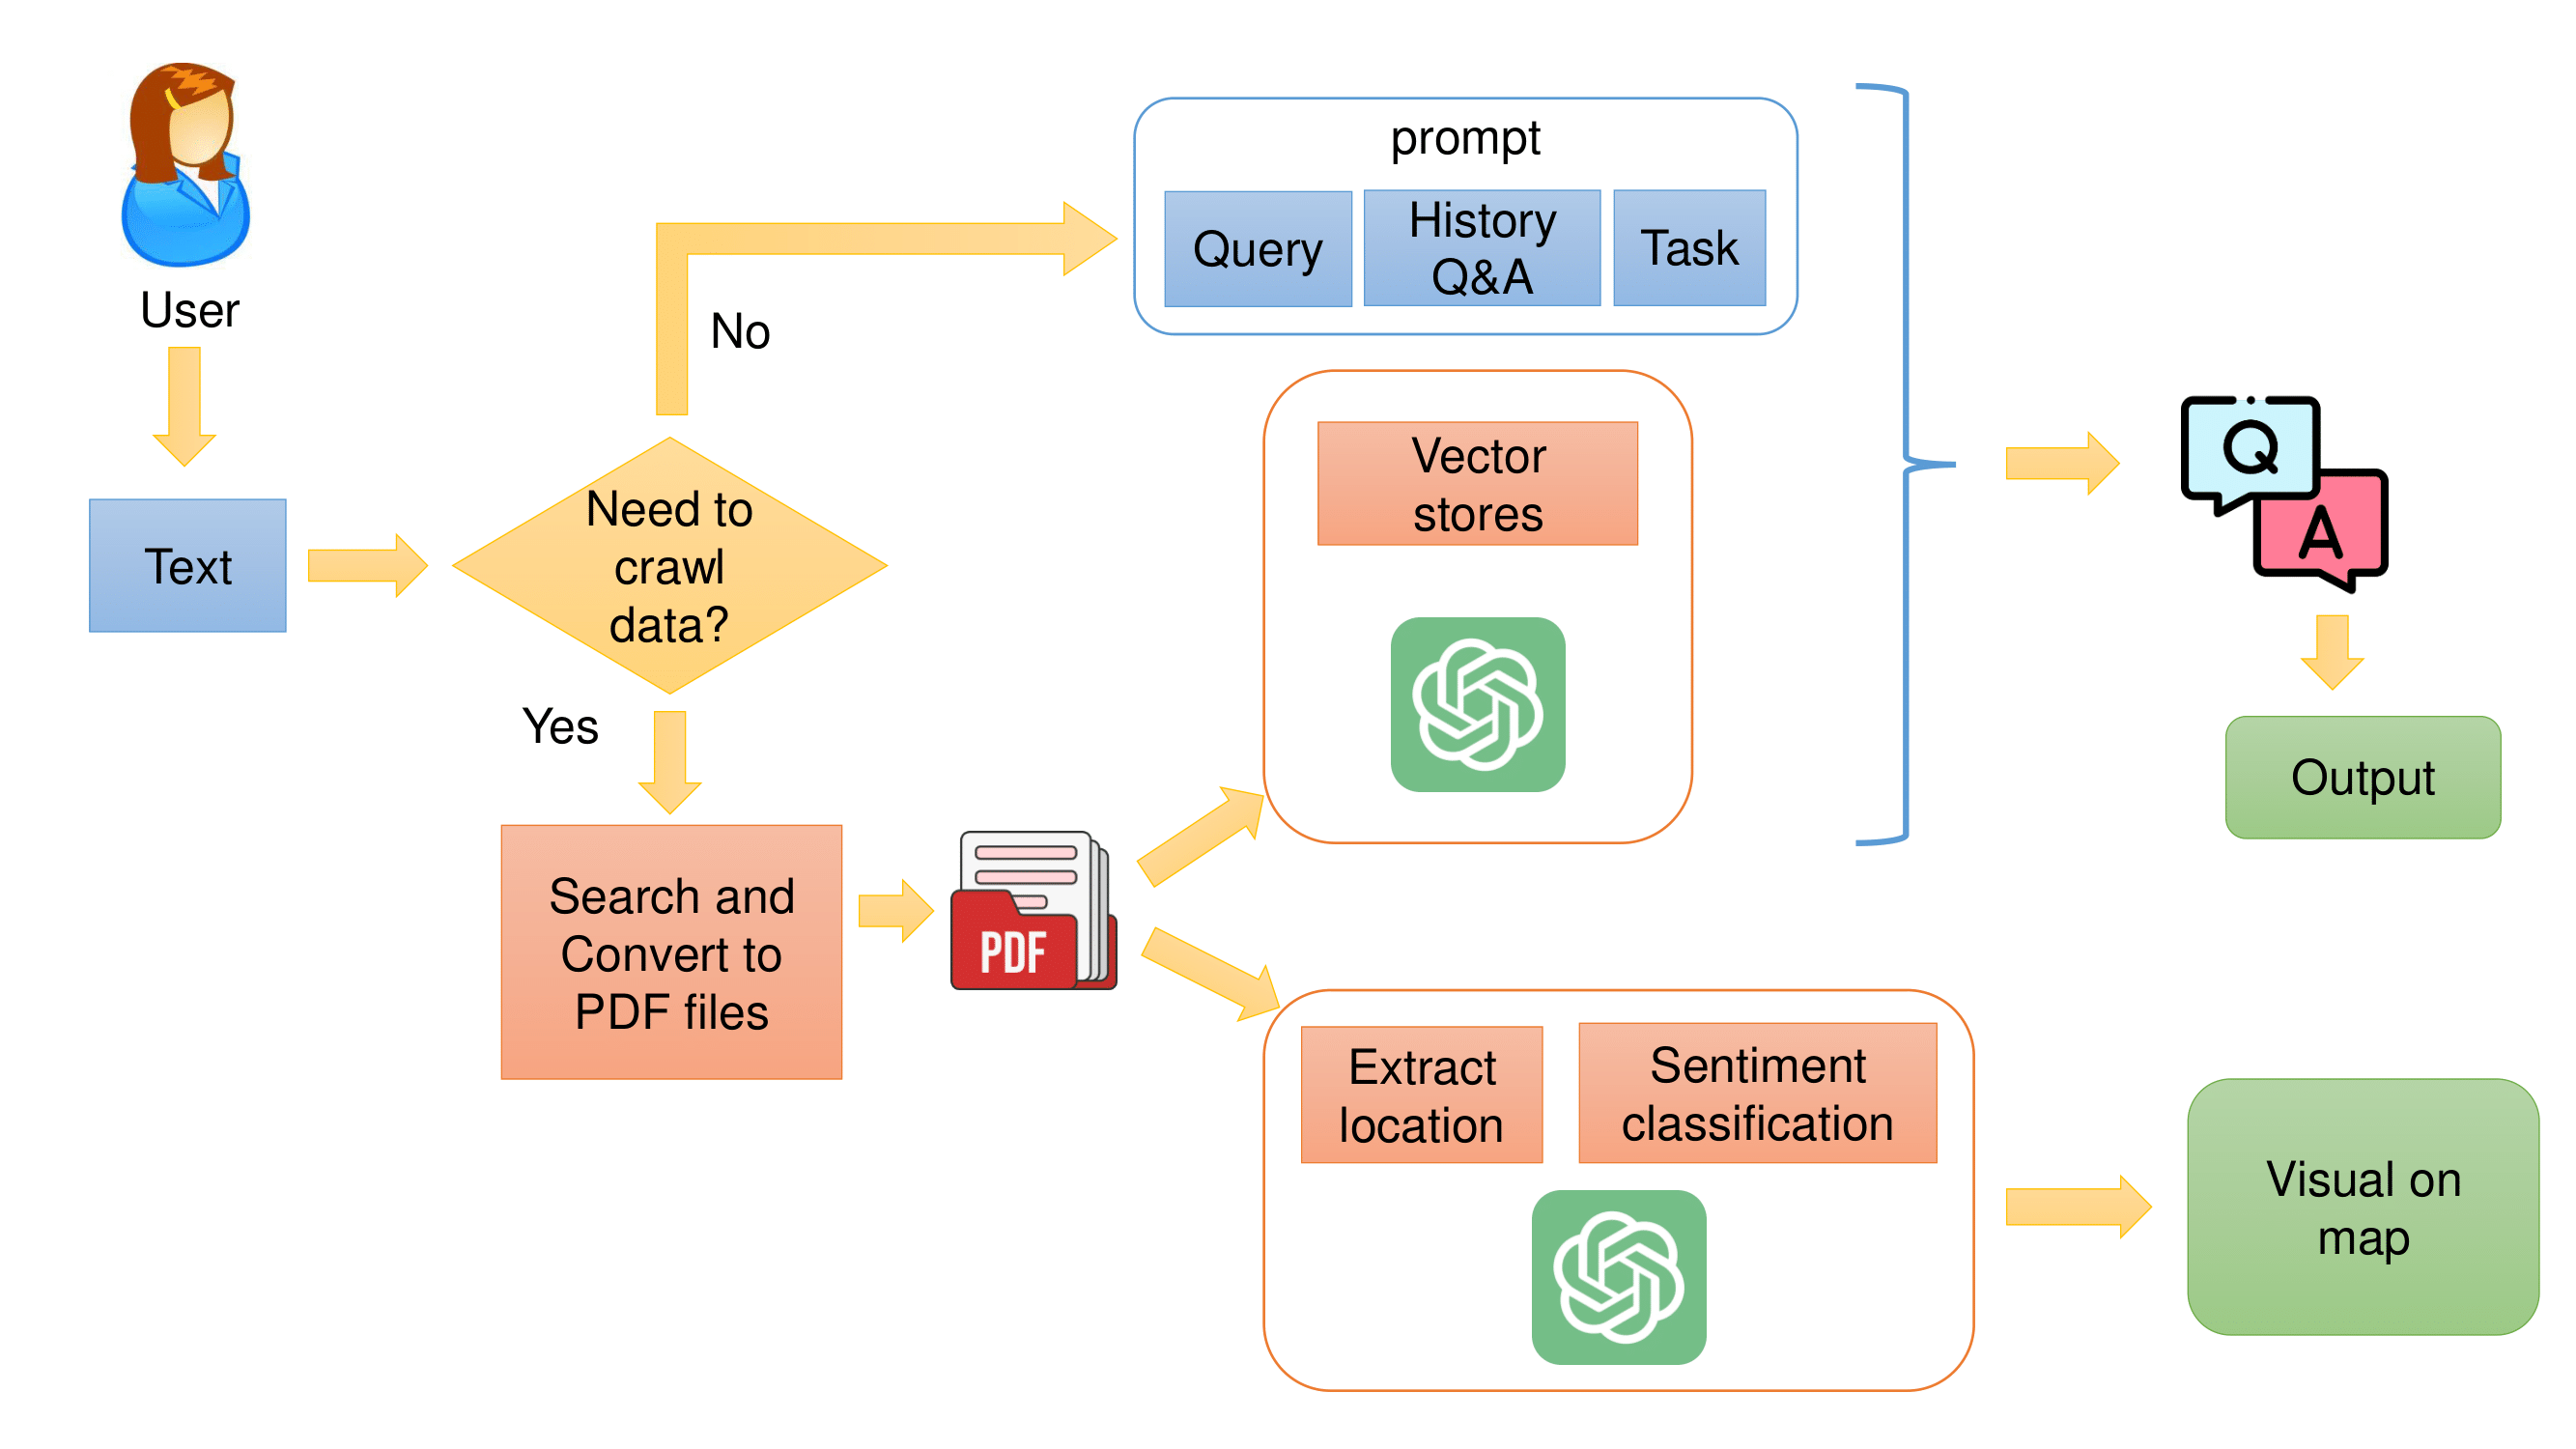 User
Text
Need to
crawl
data?
No
Yes
Search and
Convert to
PDF files
PDF
prompt
Query
History
Q&A
Task
Vector
stores
Extract
location
Sentiment
classification
Q
A
Output
Visual on
map